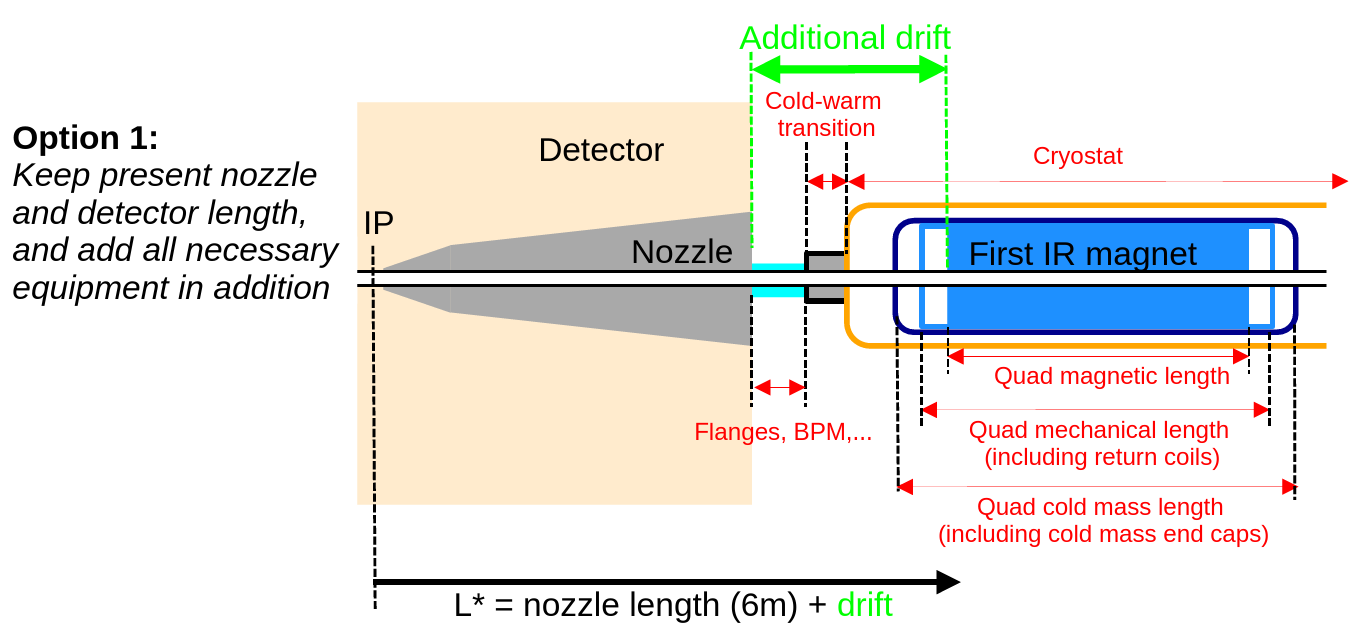 Additional drift
Cold-warm
transition
Option 1:
Keep present nozzle
and detector length,
and add all necessary
equipment in addition
Detector
Cryostat
IP
Nozzle
First IR magnet
Quad magnetic length
Flanges, BPM,...
Quad mechanical length
(including return coils)
Quad cold mass length
(including cold mass end caps)
L* = nozzle length (6m) + drift